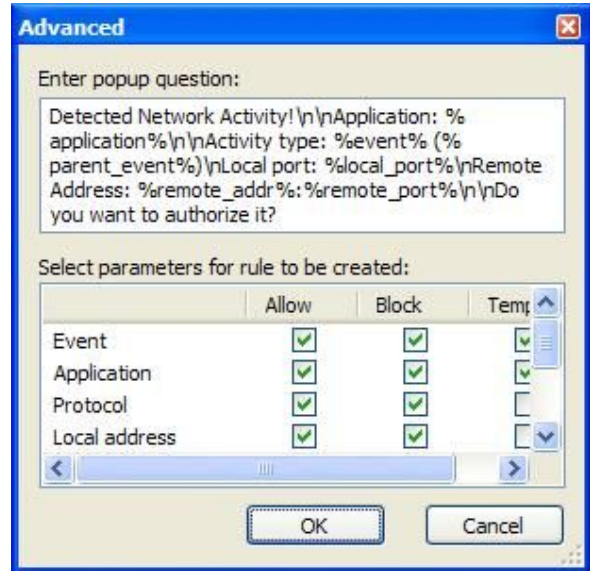 Advanced
Enter popup question:
Detected Network Activity!\n\nApplication: %
application%\n\nActivity type: %event% (%
parent_event%)\nLocal port: %local_port%\nRemote
Address: %remote_addr%:%remote_port%\n\nDo
you want to authorize it?
Select parameters for rule to be created:
Allow Block Temp
Event
Application
Protocol
Local address
OK Cancel